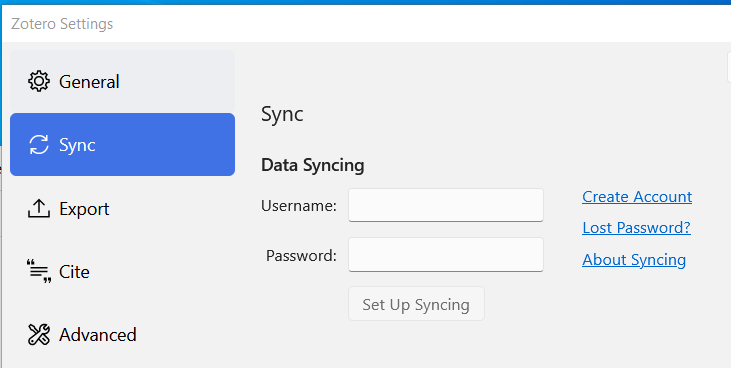 Zotero Settings
General
Sync
Export
Cite
Advanced
Sync
Data Syncing
Username:
Create Account
Lost Password?
Password:
About Syncing
Set Up Syncing